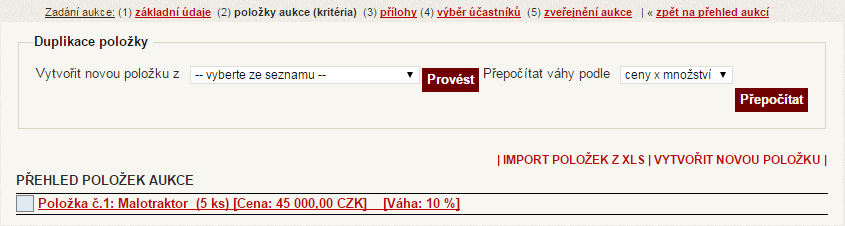 Zadání aukce: (1) základní údaje (2) položky aukce (kritéria) (3) přílohy (4) výběr účastníků (5) zveřejnění aukce | « zpět na přehled aukcí
Duplikace položky
Vytvořit novou položku z -- vyberte ze seznamu -- Provést Přepočítat váhy podle ceny x množství
Přepočítat
| IMPORT POLOŽEK Z XLS | VYTVOŘIT NOVOU POLOŽKU |
PŘEHLED POLOŽEK AUKCE
Položka č.1: Malotraktor (5 ks) [Cena: 45 000,00 CZK] [Váha: 10 %]